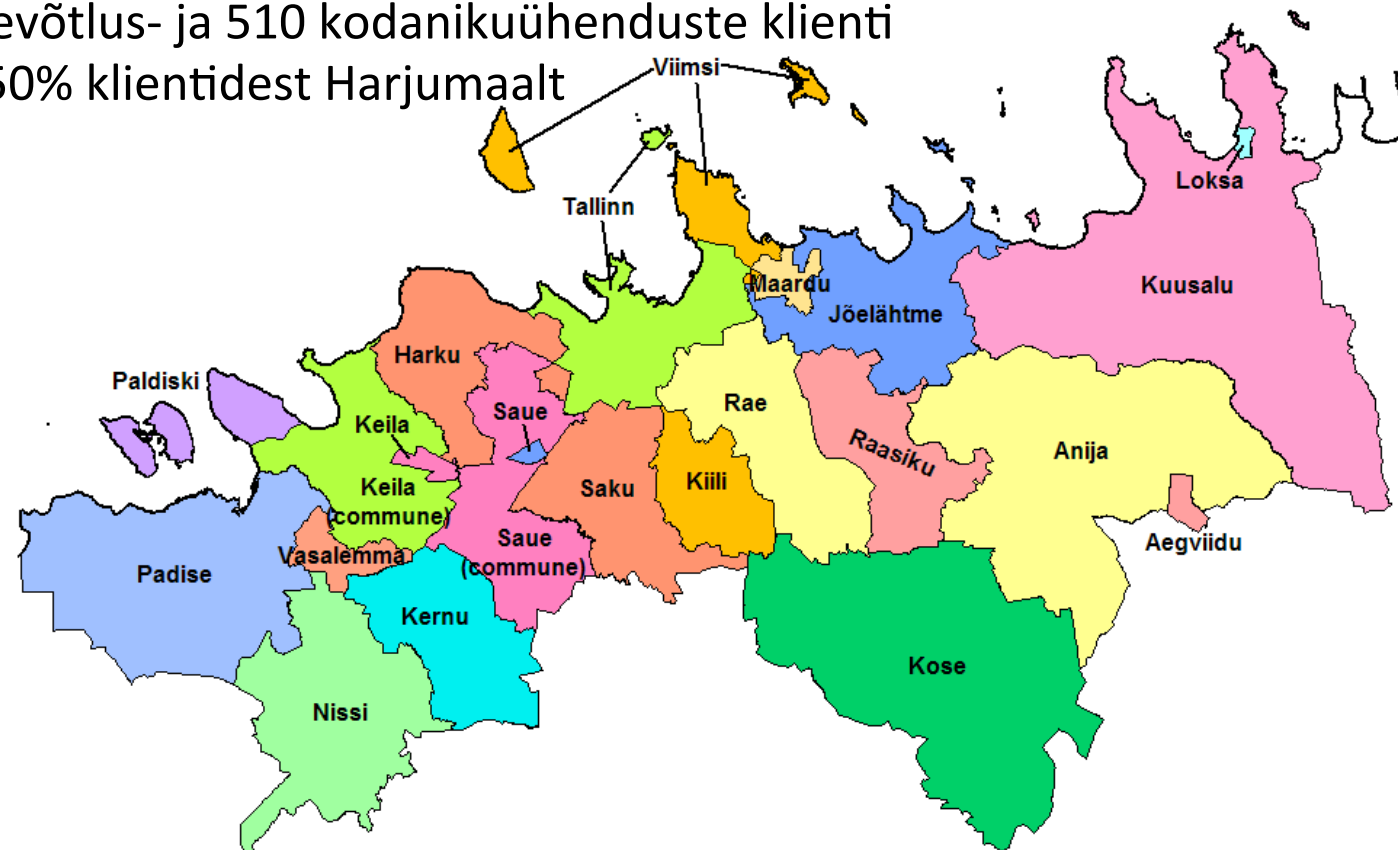 evõtlus- ja 510 kodanikuühenduste klienti
50% klientidest Harjumaalt
Viimsi
Loksa
Tallinn
Kuusalu
Maardu
Jõelähtme
Harku
Paldiski
Rae
Saue
Keila
Raasiku
Anija
Kiili
Saku
Keila
(commune)
Saue
(commune)
Aegviidu
Vasalemma
Padise
Kernu
Kose
Nissi